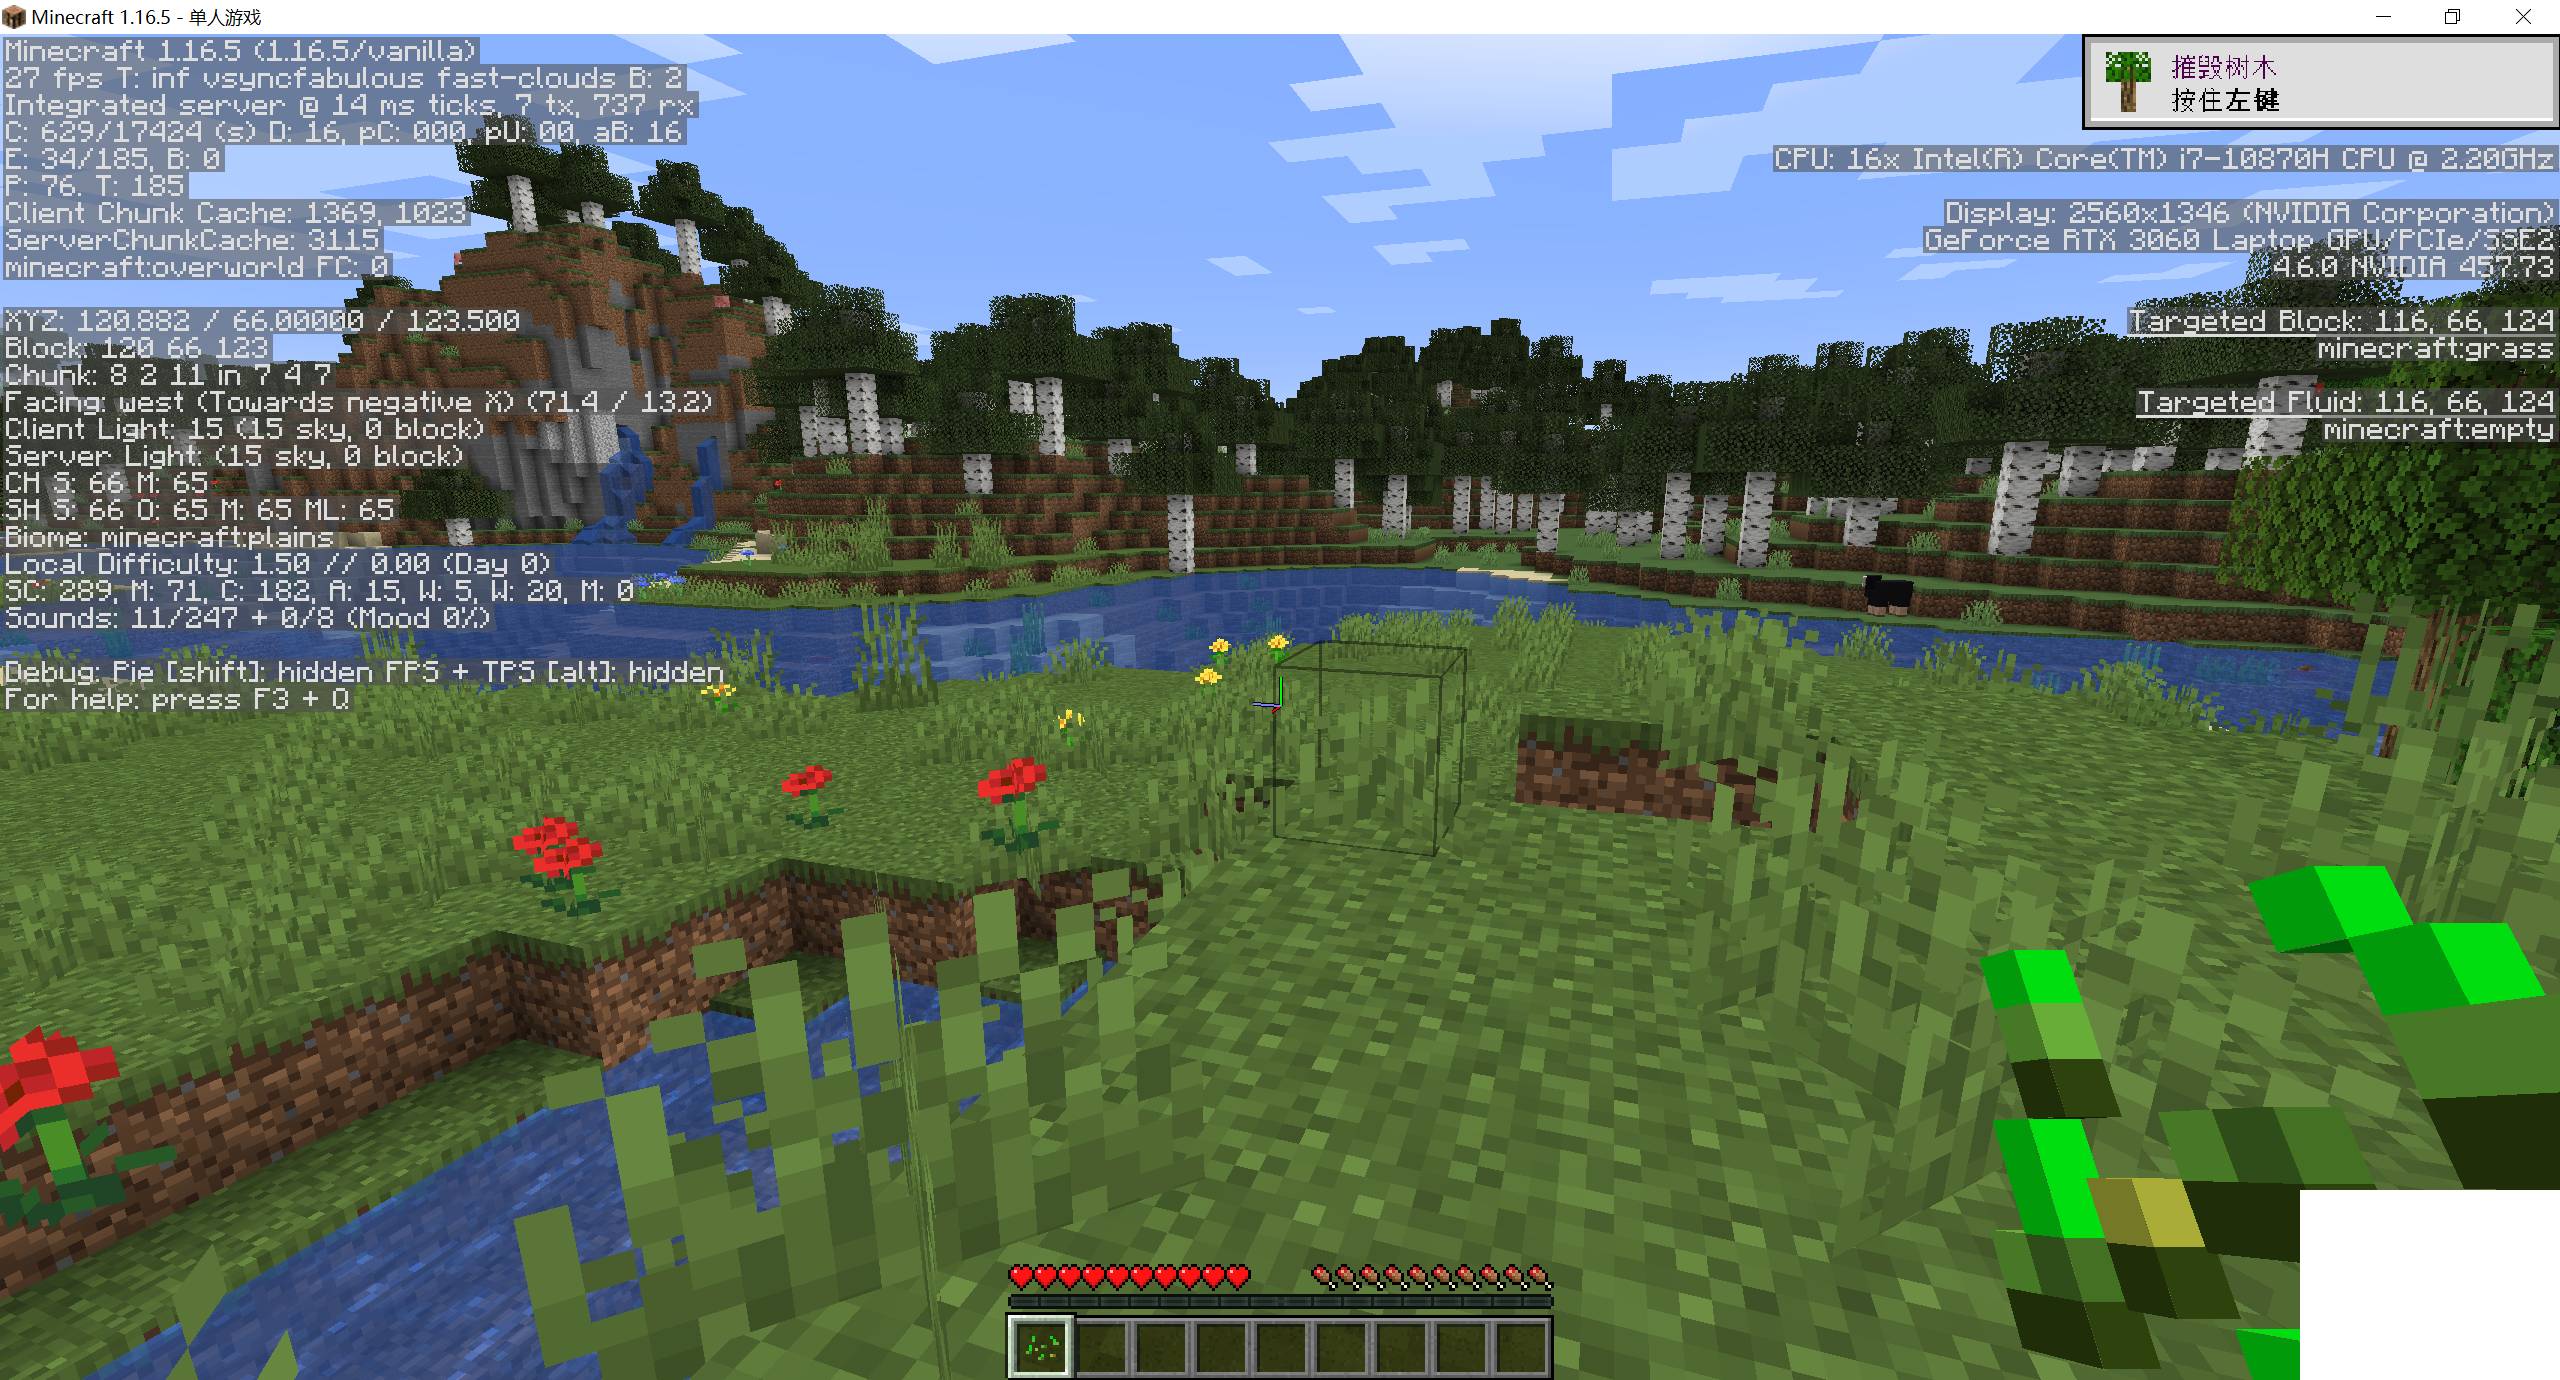 Minecraft 1.16.5 - 单人游戏
Minecraft 1.16.5 (1.16.5/vanilla)
27 fps T: inf vsyncfabulous fast-clouds B: 2
Integrated server @ 14 ms ticks, 7 tx, 737 rx
C: 629/17424 (s) D: 16, pC: 000, pU: 00, aB: 16
E: 34/185, B: 0
P: 76. T: 185
Client Chunk Cache: 1369, 1023
ServerChunkCache: 3115
minecraft:overworld FC: 0
XYZ: 120.882 / 66.00000 / 123.500
Block: 120 66 123
Chunk: 8 2 11 in 7 4 7
Facing: west (Towards negative X) (71.4 / 13.2)
Client Light: 15 (15 sky, 0 block)
Server Light: (15 sky, 0 block)
CH S: 66 M: 65
SH S: 66 O: 65 M: 65 ML: 65
Biome: minecraft:plains
Local Difficulty: 1.50 // 0.00 (Day 0)
SC: 289, M: 71, C: 182, A: 15, W: 5, W: 20, M: 0
Sounds: 11/247 + 0/8 (Mood 0%)
Debug: Pie [shift]: hidden FPS + TPS [alt]: hidden
For help: press F3 + Q
摧毁树木
按住左键
CPU: 16x Intel(R) Core(TM) i7-10870H CPU @ 2.20GHz
Display: 2560x1346 (NVIDIA Corporation)
GeForce RTX 3060 Laptop GPU/PCIe/SSE2
4.6.0 NVIDIA 457.73
Targeted Block: 116, 66, 124
minecraft:grass
Targeted Fluid: 116, 66, 124
minecraft:empty